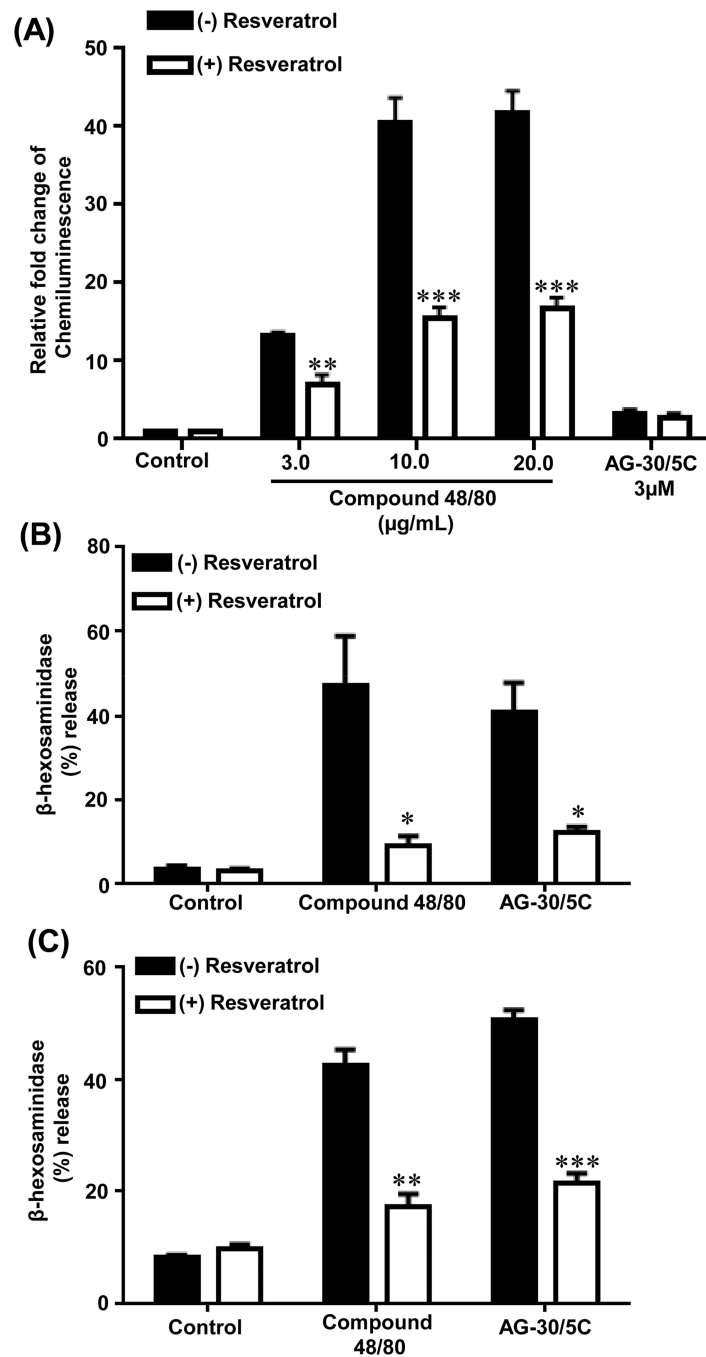 (A)
(-) Resveratrol
(+) Resveratrol
Relative fold change of
Chemiluminescence
50
40
30
20
10
0
**
***
***
Control
3.0
10.0
20.0
AG-30/5C
3µM
Compound 48/80
(µg/mL)
(B)
(-) Resveratrol
(+) Resveratrol
β-hexosaminidase
(%) release
80
60
40
20
0
*
*
Control
Compound 48/80
AG-30/5C
(C)
(-) Resveratrol
(+) Resveratrol
β-hexosaminidase
(%) release
60
40
20
0
**
***
Control
Compound
48/80
AG-30/5C